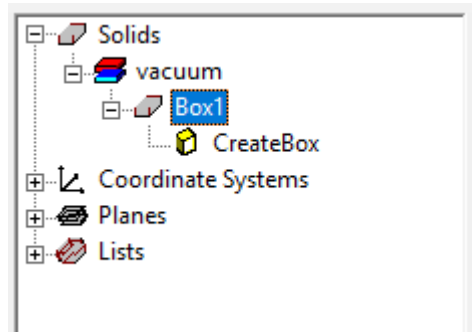 Solids
vacuum
Box1
CreateBox
Coordinate Systems
Planes
Lists